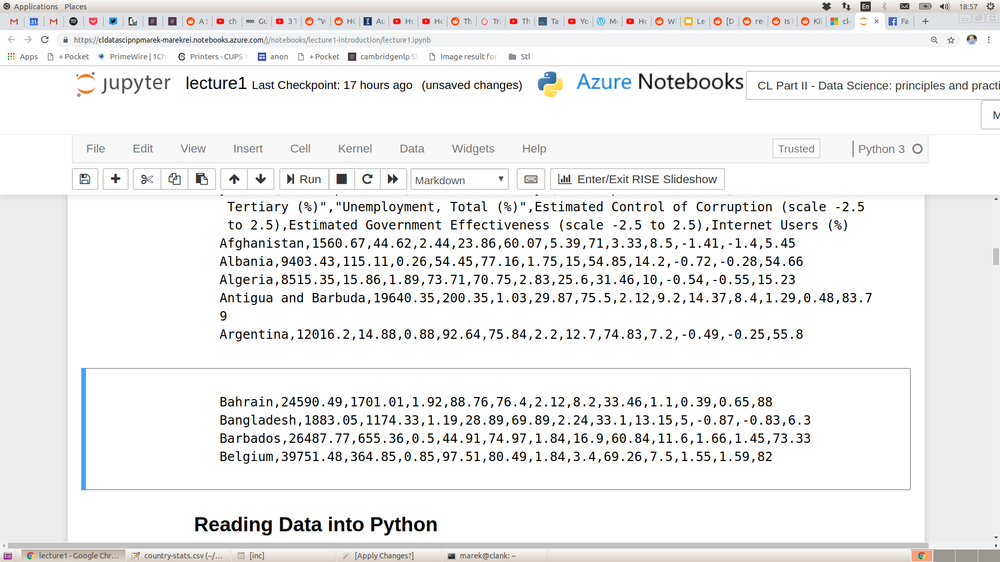 Applications Places
En
18:57
31
A S
ch
Gu
3 T
"W
HC
Au
Ho
Ho
Th
Tra
Th
Ta
Yo
Me
Ho
Wl
Le
[D
re
Is
Kil
cl-
Fa
https://cldatascipnpmarek-marekrei.notebooks.azure.com/j/notebooks/lecture1-introduction/lecture1.ipynb
Apps
+ Pocket
PrimeWire | 1Cha
Printers - CUPS 1
anon
+ Pocket
cambridgenlp Sl
Image result for
Stl
jupyter lecture1 Last Checkpoint: 17 hours ago (unsaved changes) Azure Notebooks CL Part II - Data Science: principles and practi
M
File Edit View Insert Cell Kernel Data Widgets Help Trusted Python 3
Run Markdown Enter/Exit RISE Slideshow
Tertiary (%)","Unemployment, Total (%)",Estimated Control of Corruption (scale -2.5
to 2.5),Estimated Government Effectiveness (scale -2.5 to 2.5),Internet Users (%)
Afghanistan,1560.67,44.62,2.44,23.86,60.07,5.39,71,3.33,8.5,-1.41,-1.4,5.45
Albania,9403.43,115.11,0.26,54.45,77.16,1.75,15,54.85,14.2,-0.72,-0.28,54.66
Algeria,8515.35,15.86,1.89,73.71,70.75,2.83,25.6,31.46,10,-0.54,-0.55,15.23
Antigua and Barbuda,19640.35,200.35,1.03,29.87,75.5,2.12,9.2,14.37,8.4,1.29,0.48,83.7
9
Argentina,12016.2,14.88,0.88,92.64,75.84,2.2,12.7,74.83,7.2,-0.49,-0.25,55.8
Bahrain,24590.49,1701.01,1.92,88.76,76.4,2.12,8.2,33.46,1.1,0.39,0.65,88
Bangladesh,1883.05,1174.33,1.19,28.89,69.89,2.24,33.1,13.15,5,-0.87,-0.83,6.3
Barbados,26487.77,655.36,0.5,44.91,74.97,1.84,16.9,60.84,11.6,1.66,1.45,73.33
Belgium,39751.48,364.85,0.85,97.51,80.49,1.84,3.4,69.26,7.5,1.55,1.59,82
Reading Data into Python
lecture1 - Google Chr... country-stats.csv (~/... [inc] [Apply Changes?] marek@clank: ~